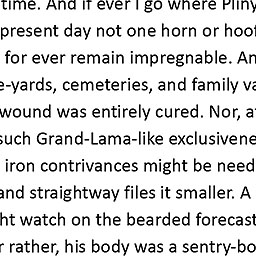 time. And if ever I go where Pliny
present day not one horn or hoof
for ever remain impregnable. An
e-yards, cemeteries, and family va
wound was entirely cured. Nor, a
such Grand-Lama-like exclusivene
iron contrivances might be need
and straightway files it smaller. A
ht watch on the bearded forecast
r rather, his body was a sentry-bo